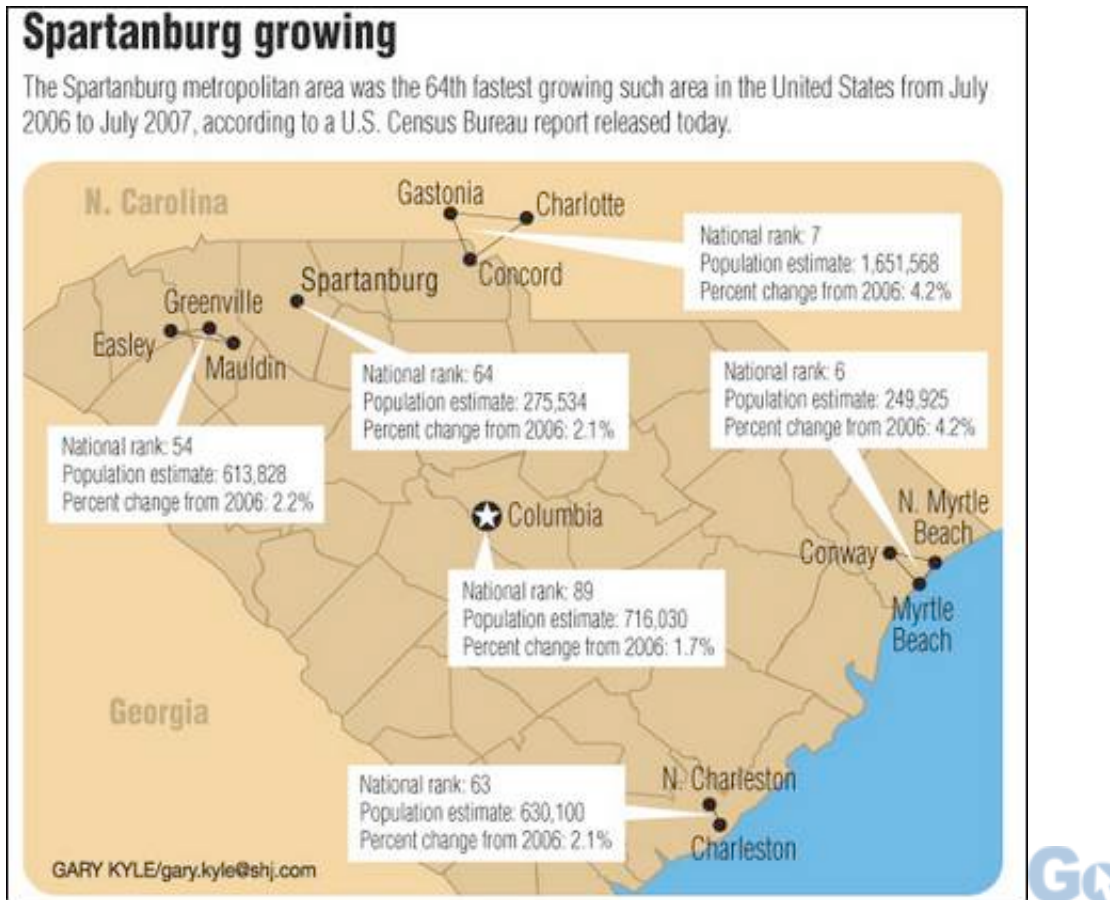 Spartanburg growing
The Spartanburg metropolitan area was the 64th fastest growing such area in the United States from July
2006 to July 2007, according to a U.S. Census Bureau report released today.
N. Carolina
Gastonia
Charlotte
Concord
National rank: 7
Population estimate: 1,651,568
Percent change from 2006: 4.2%
Spartanburg
National rank: 64
Population estimate: 275,534
Percent change from 2006: 2.1%
Greenville
Easley
Mauldin
National rank: 54
Population estimate: 613,828
Percent change from 2006: 2.2%
National rank: 6
Population estimate: 249,925
Percent change from 2006: 4.2%
N. Myrtle
Beach
Conway
Myrtle
Beach
Columbia
National rank: 89
Population estimate: 716,030
Percent change from 2006: 1.7%
Georgia
N. Charleston
Charleston
National rank: 63
Population estimate: 630,100
Percent change from 2006: 2.1%
GARY KYLE/gary.kyle@shj.com